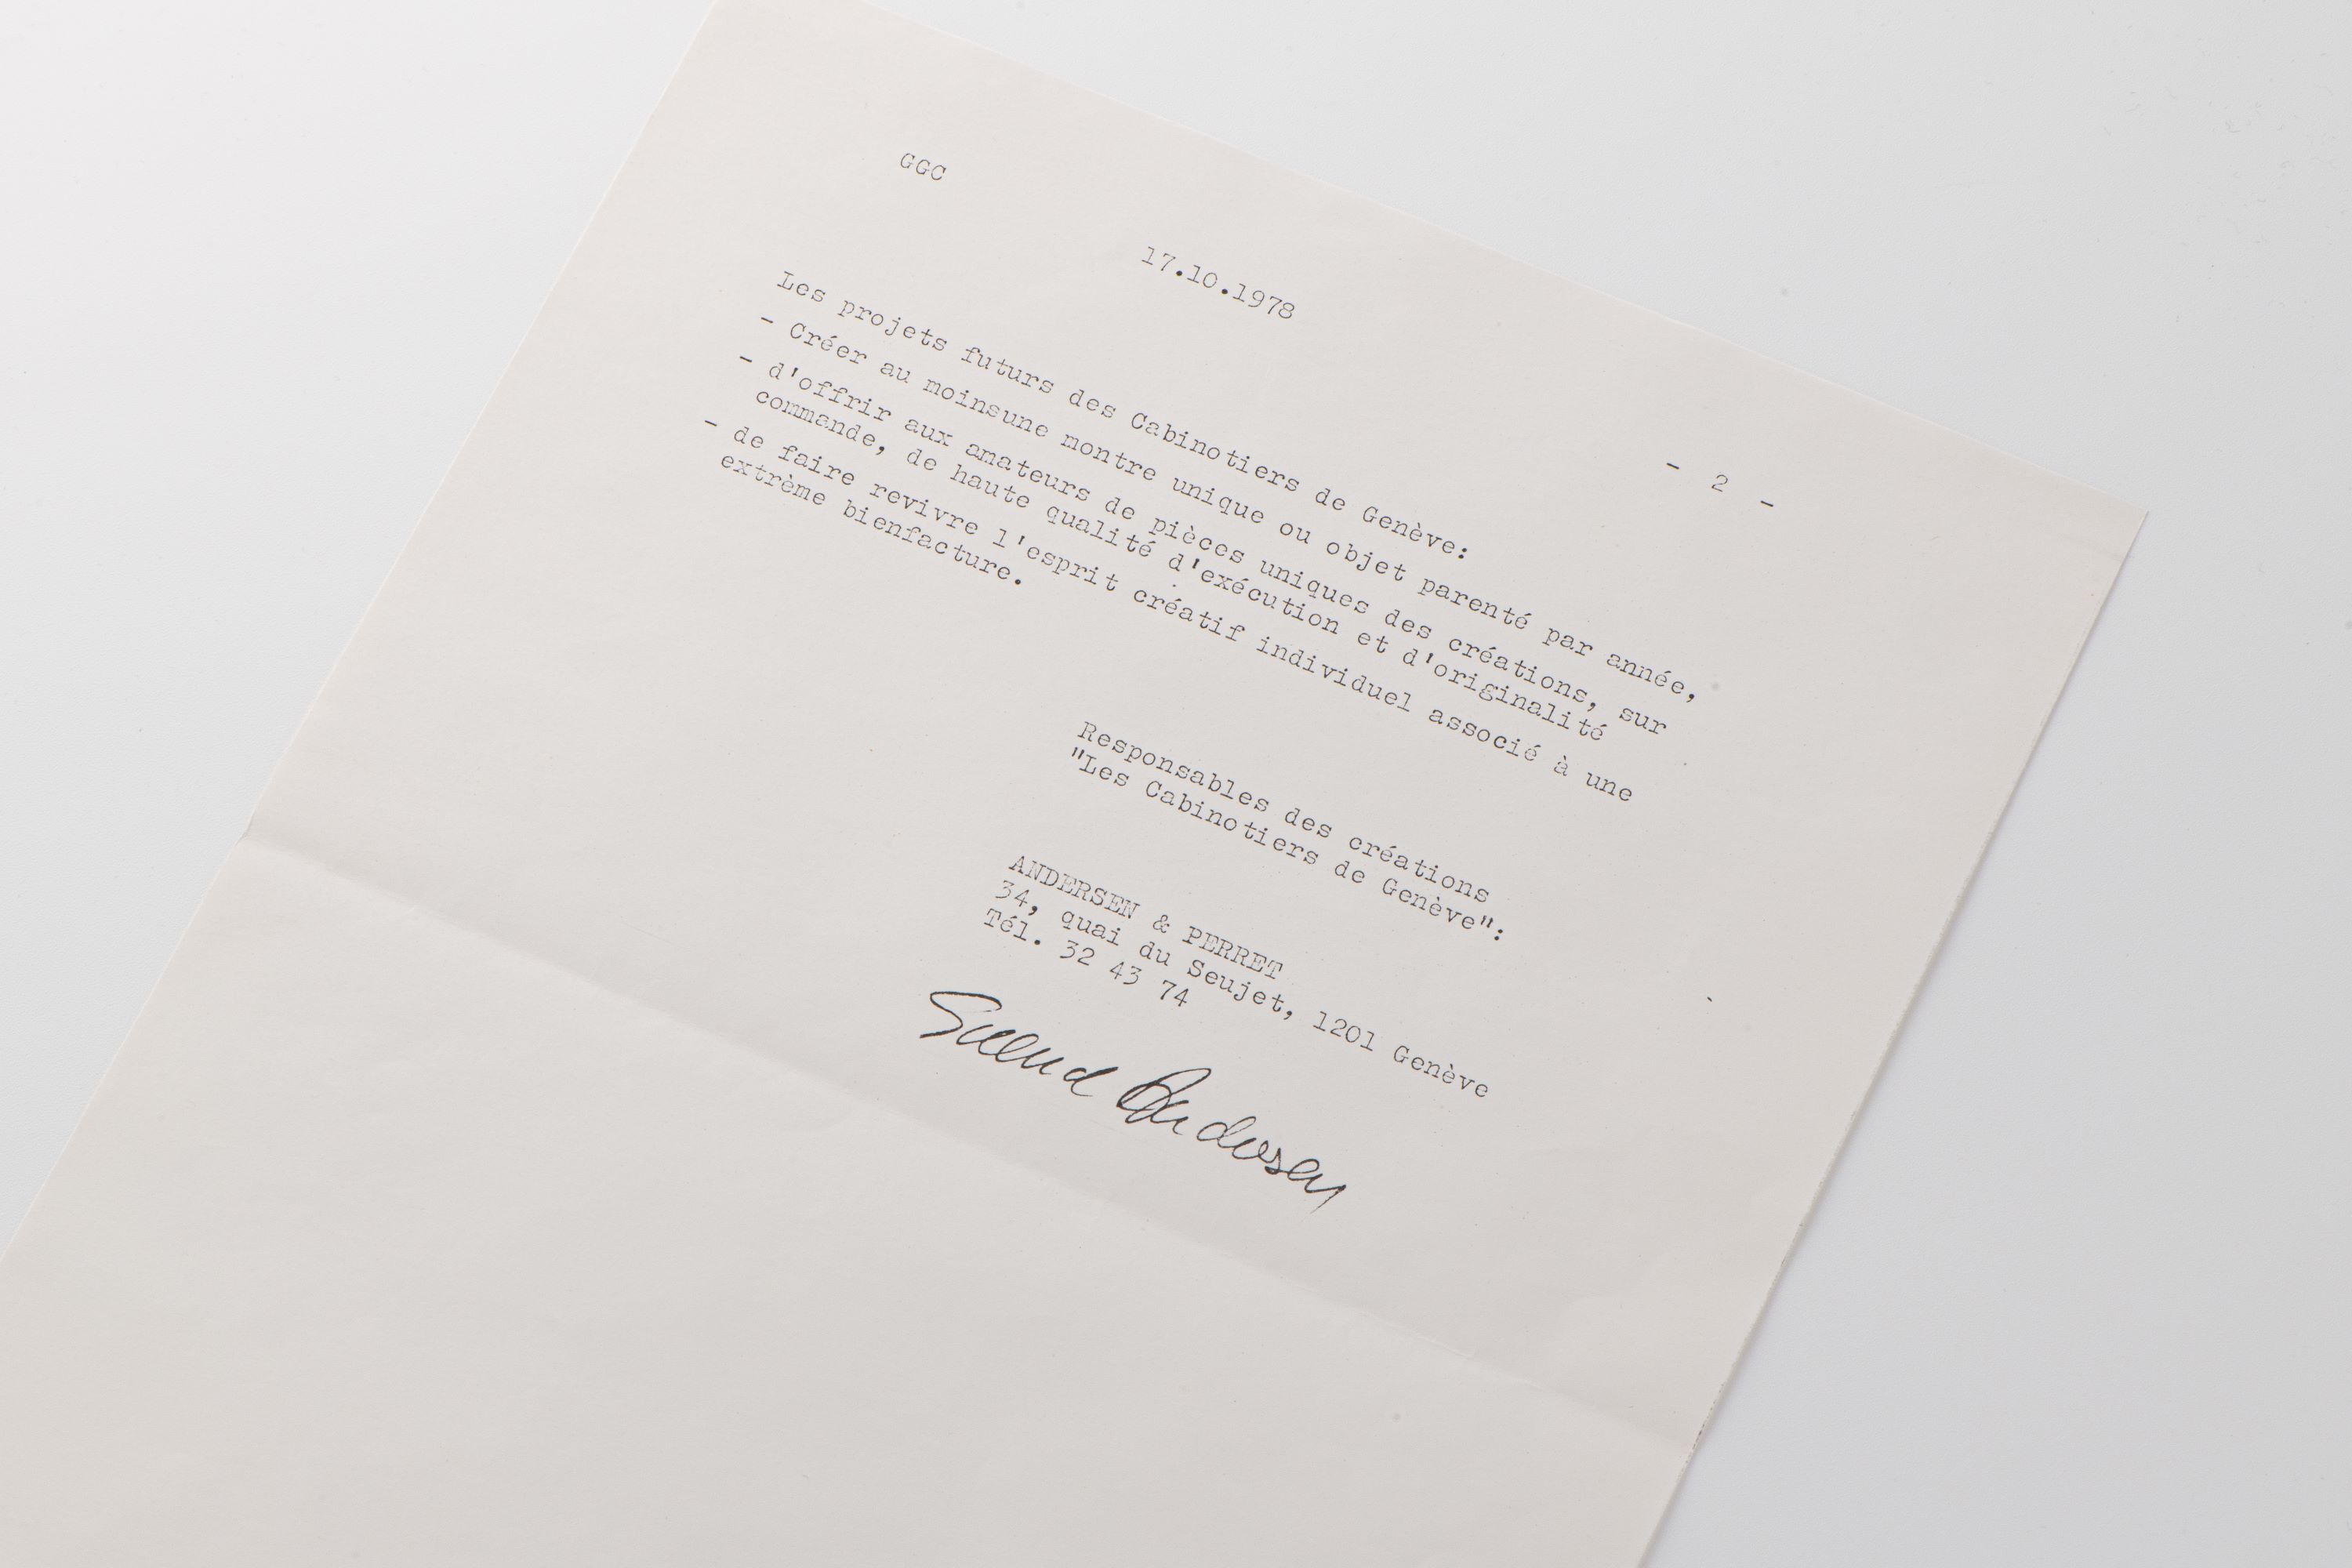 GGC
17.10.1978
- 2 -
Les projets futurs des Cabinotiers de Genève:
- Créer au moinsune montre unique ou objet parenté par année,
- d'offrir aux amateurs de pièces uniques des créations, sur
commande, de haute qualité d'exécution et d'originalité
- de faire revivre l'esprit créatif individuel associé à une
extrème bienfacture.
Responsables des créations
"Les Cabinotiers de Genève":
ANDERSEN & PERRET
34, quai du Seujet, 1201 Genève
Tél. 32 43 74
Svend Andersen